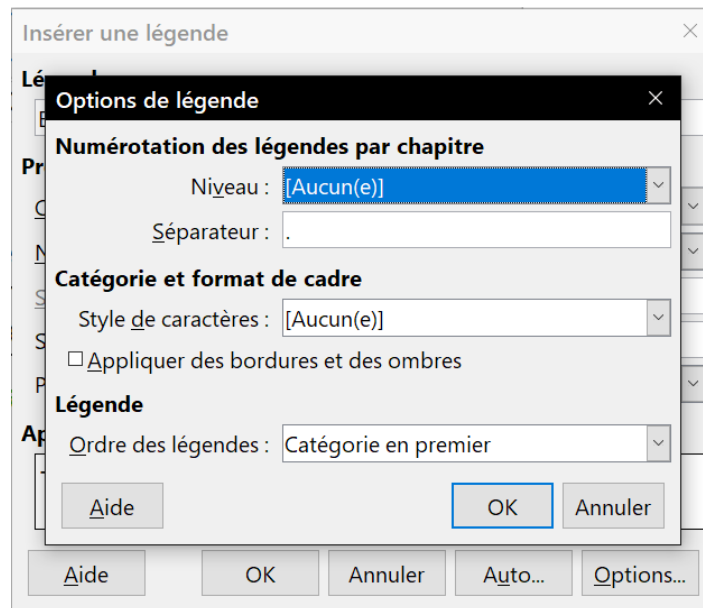 Insérer une légende
Options de légende
Numérotation des légendes par chapitre
Niveau : [Aucun(e)]
Séparateur : .
Catégorie et format de cadre
Style de caractères : [Aucun(e)]
Appliquer des bordures et des ombres
Légende
Ordre des légendes : Catégorie en premier
Aide OK Annuler
Aide OK Annuler Auto... Options...